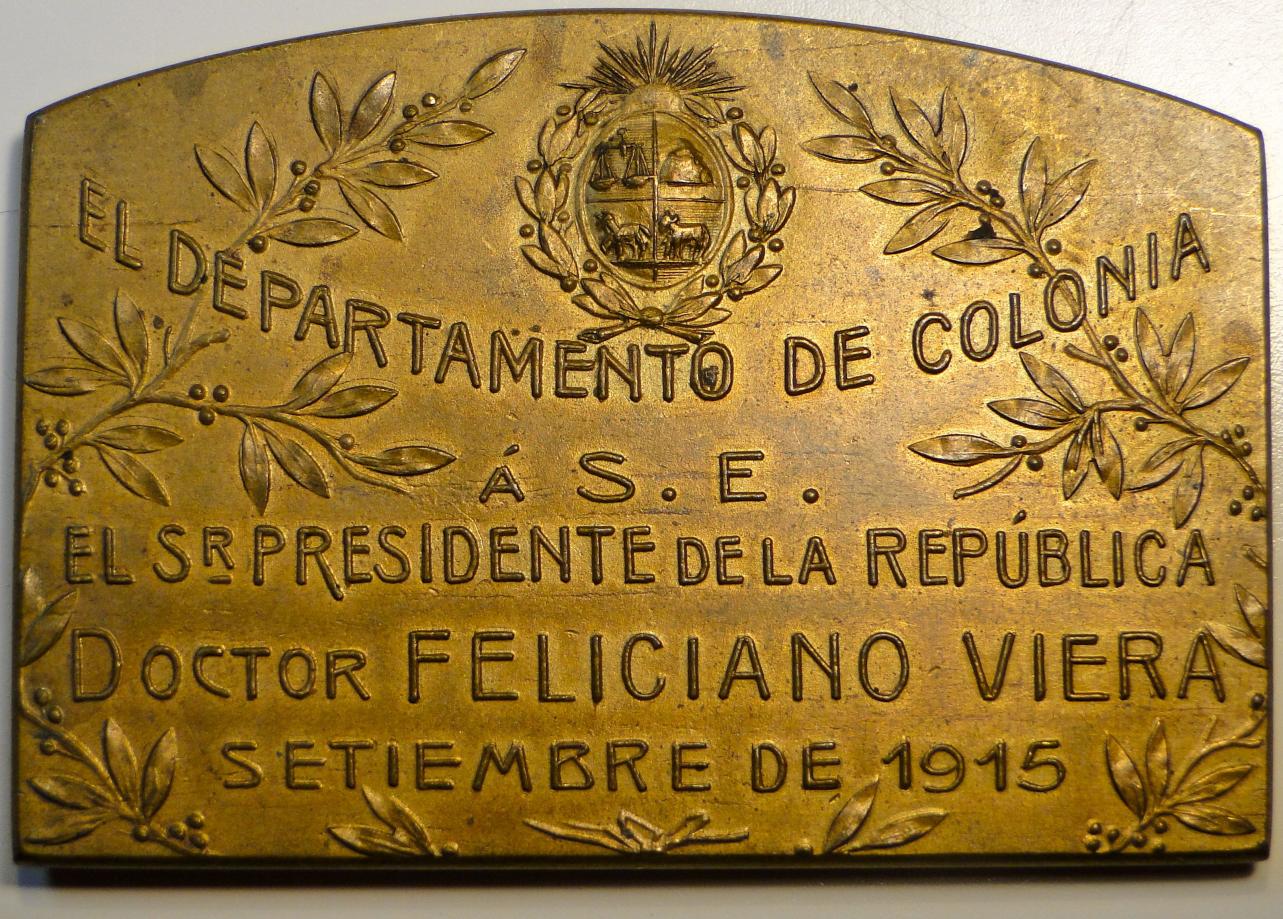 EL DEPARTAMENTO DE COLONIA
Á S. E.
EL SR PRESIDENTE DE LA REPÚBLICA
DOCTOR FELICIANO VIERA
SETIEMBRE DE 1915